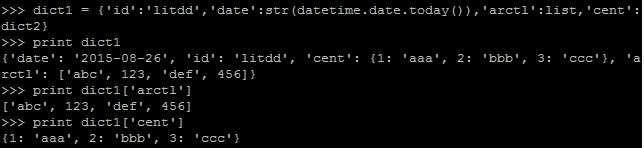 >>> dict1 = {'id':'litdd','date':str(datetime.date.today()),'arctl':list,'cent':
dict2}
>>> print dict1
{'date': '2015-08-26', 'id': 'litdd', 'cent': {1: 'aaa', 2: 'bbb', 3: 'ccc'}, 'a
rctl': ['abc', 123, 'def', 456]}
>>> print dict1['arctl']
['abc', 123, 'def', 456]
>>> print dict1['cent']
{1: 'aaa', 2: 'bbb', 3: 'ccc'}